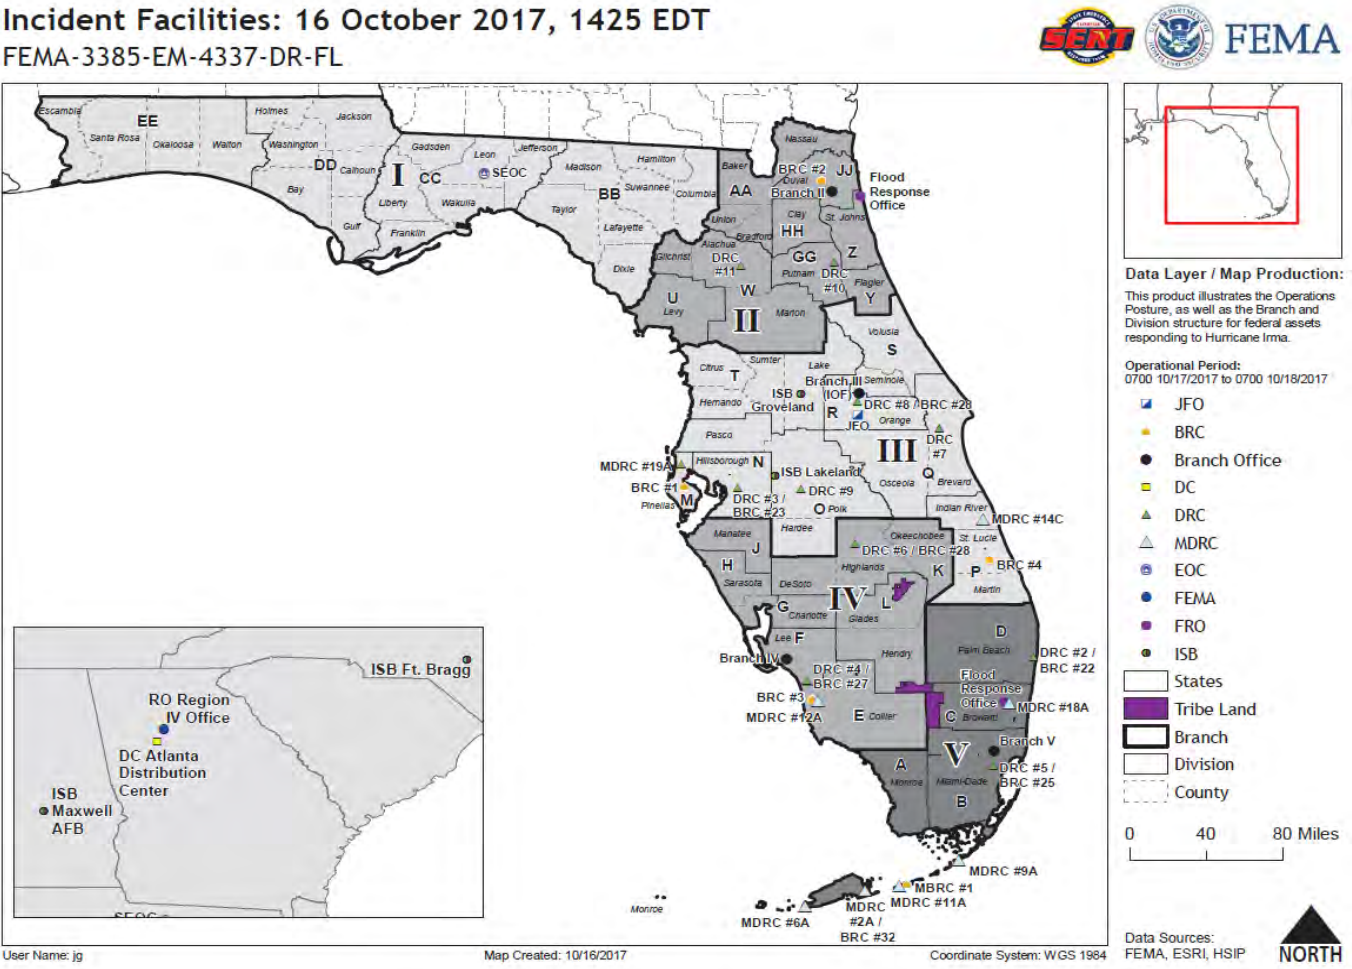 Incident Facilities: 16 October 2017, 1425 EDT
FEMA-3385-EM-4337-DR-FL
SERT
FEMA
Escambia
EE
Santa Rosa
Okaloosa
Walton
Holmes
Washington
Jackson
DD
Calhoun
Bay
Gulf
I
Gadsden
CC
Liberty
Franklin
Leon
SEOC
Wakulla
Jefferson
Madison
Hamilton
BB
Suwannee
Columbia
Taylor
Lafayette
Dixie
Nassau
Baker
AA
BRC #2
Duval
JJ
Branch II
Flood
Response
Office
Union
Clay
St. Johns
Bradford
HH
Alachua
Gilchrist
DRC
#11
GG
Z
Putnam
DRC
#10
Flagler
Y
W
U
Levy
II
Marion
Volusia
S
Citrus
T
Sumter
Lake
Hernando
Branch III
(IOF)
Seminole
ISB
Groveland
DRC #8 / BRC #28
R
JFO
Orange
DRC
#7
Pasco
III
MDRC #19A
Hillsborough
N
ISB Lakeland
Osceola
Q
Brevard
BRC #1
M
Pinellas
DRC #3 /
BRC #23
DRC #9
O
Polk
Indian River
MDRC #14C
Manatee
J
Hardee
Okeechobee
St. Lucie
DRC #6 / BRC #28
H
Highlands
K
P
BRC #4
Sarasota
DeSoto
Martin
IV
L
G
Charlotte
Glades
D
Lee
F
Hendry
Palm Beach
Branch IV
DRC #2 /
BRC #22
DRC #4 /
BRC #27
Flood
Response
Office
BRC #3
MDRC #12A
E
Collier
C
Broward
I
MDRC #18A
V
Branch V
A
Monroe
Miami-Dade
DRC #5 /
BRC #25
B
MDRC #9A
MBRC #1
MDRC #11A
Monroe
MDRC #6A
MDRC
#2A /
BRC #32
ISB Ft. Bragg
RO Region
IV Office
DC Atlanta
Distribution
Center
ISB
Maxwell
AFB
SEOC
Data Layer / Map Production:
This product illustrates the Operations
Posture, as well as the Branch and
Division structure for federal assets
responding to Hurricane Irma.
Operational Period:
0700 10/17/2017 to 0700 10/18/2017
JFO
BRC
Branch Office
DC
DRC
MDRC
EOC
FEMA
FRO
ISB
States
Tribe Land
Branch
Division
County
0 40 80 Miles
Data Sources:
FEMA, ESRI, HSIP
NORTH
User Name: jg
Map Created: 10/16/2017
Coordinate System: WGS 1984